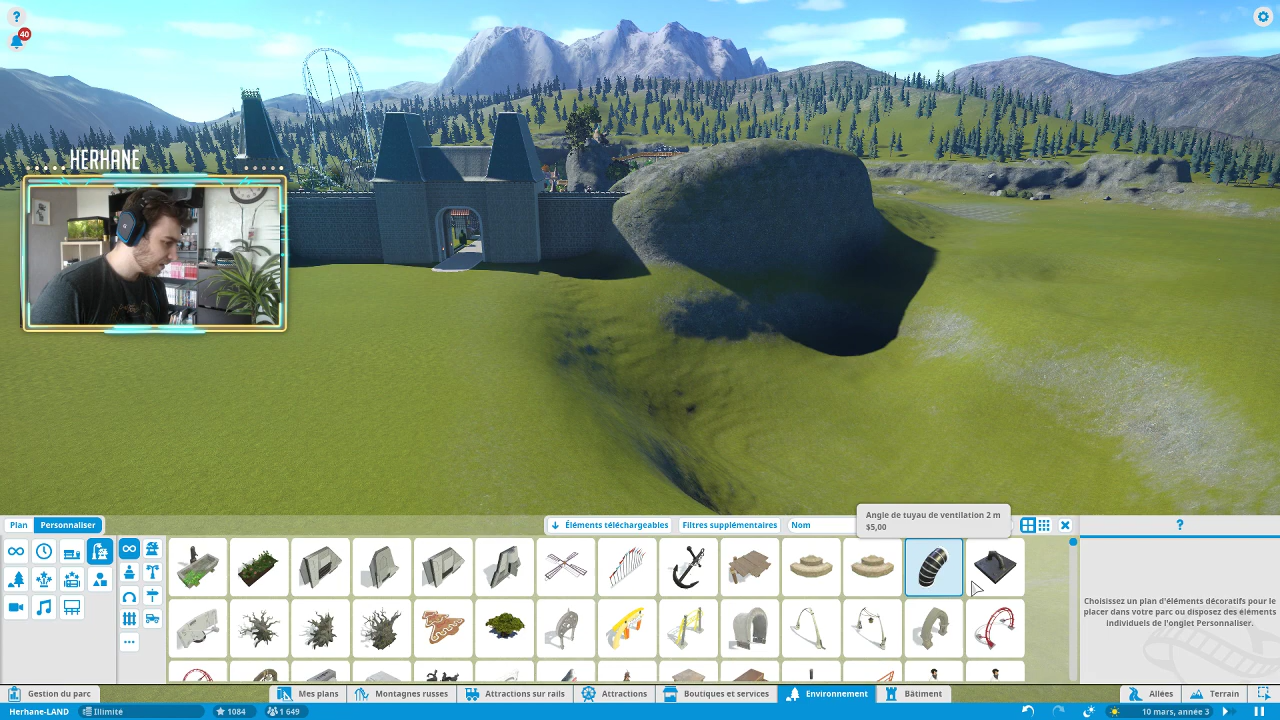 ?
40
HERHANE
Angle de tuyau de ventilation 2 m
$5,00
Plan
Personnaliser
Éléments téléchargeables
Filtres supplémentaires
Nom
?
Choisissez un plan d'éléments décoratifs pour le
placer dans votre parc ou disposez des éléments
individuels de l'onglet Personnaliser.
Gestion du parc
Mes plans
Montagnes russes
Attractions sur rails
Attractions
Boutiques et services
Environnement
Bâtiment
Allées
Terrain
Herhane-LAND
Illimité
1084
1 649
10 mars, année 3